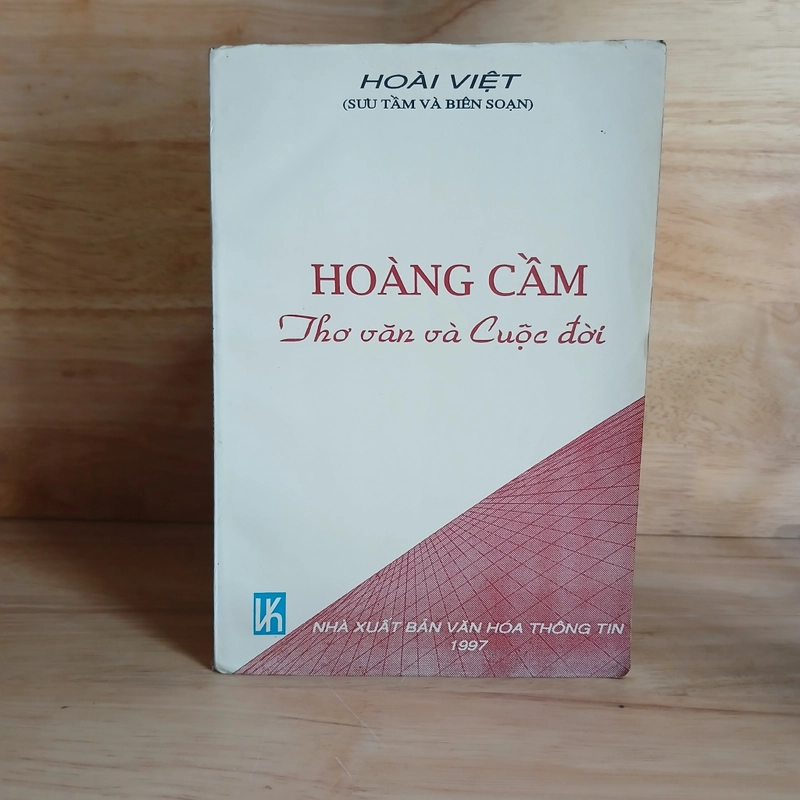 HOÀI VIỆT
(SƯU TẦM VÀ BIÊN SOẠN)
HOÀNG CẦM
Thơ văn và Cuộc đời
NHÀ XUẤT BẢN VĂN HÓA THÔNG TIN
1997